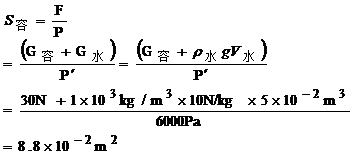 S容 = F/P
= (G容 + G水)/P′ = (G容 + ρ水 gV水)/P′
= 30N + 1×10³kg/m³×10N/kg ×5×10⁻²m³/6000Pa
= 8.8×10⁻²m²